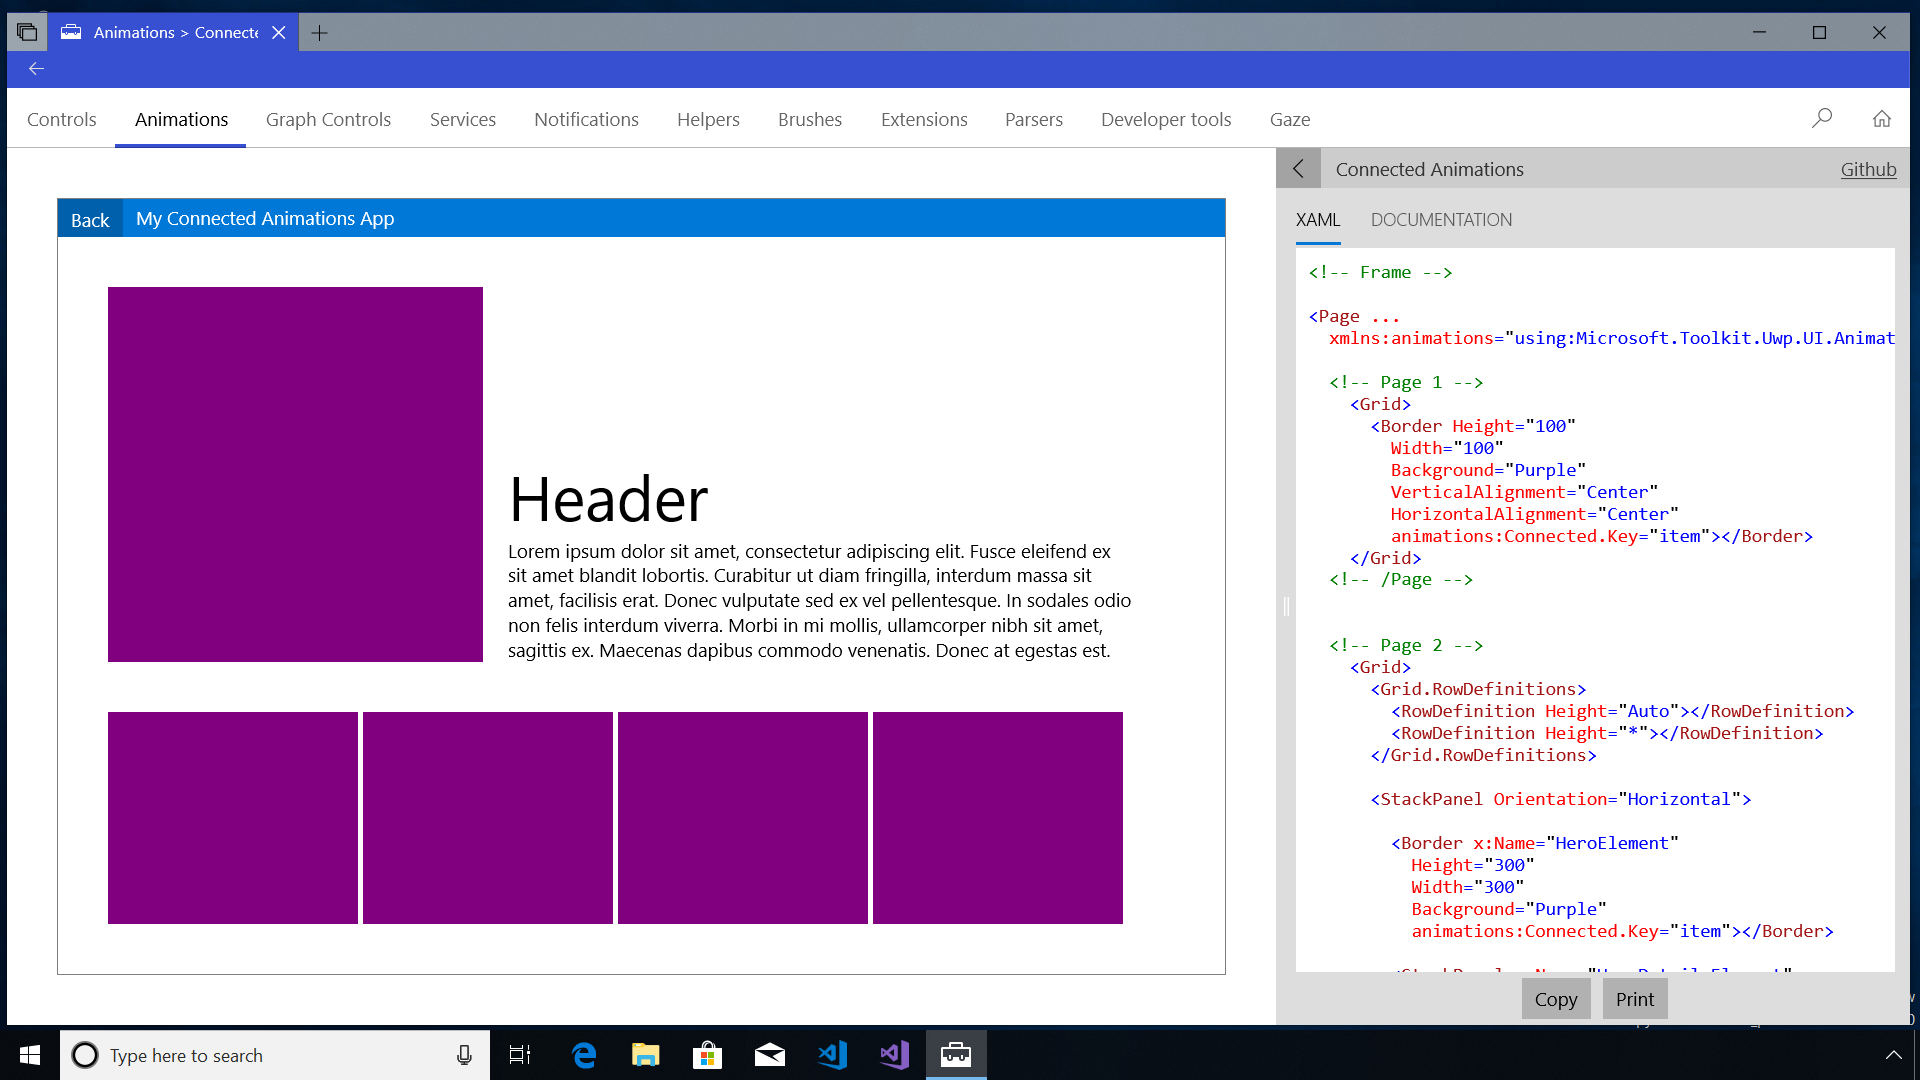 Animations > Connecte
Controls
Animations
Graph Controls
Services
Notifications
Helpers
Brushes
Extensions
Parsers
Developer tools
Gaze
Back
My Connected Animations App
Header
Lorem ipsum dolor sit amet, consectetur adipiscing elit. Fusce eleifend ex
sit amet blandit lobortis. Curabitur ut diam fringilla, interdum massa sit
amet, facilisis erat. Donec vulputate sed ex vel pellentesque. In sodales odio
non felis interdum viverra. Morbi in mi mollis, ullamcorper nibh sit amet,
sagittis ex. Maecenas dapibus commodo venenatis. Donec at egestas est.
Connected Animations
Github
XAML
DOCUMENTATION
<!-- Frame -->
<Page ...
xmlns:animations="using:Microsoft.Toolkit.Uwp.UI.Animat
<!-- Page 1 -->
<Grid>
<Border Height="100"
Width="100"
Background="Purple"
VerticalAlignment="Center"
HorizontalAlignment="Center"
animations:Connected.Key="item"></Border>
</Grid>
<!-- /Page -->
<!-- Page 2 -->
<Grid>
<Grid.RowDefinitions>
<RowDefinition Height="Auto"></RowDefinition>
<RowDefinition Height="*"></RowDefinition>
</Grid.RowDefinitions>
<StackPanel Orientation="Horizontal">
<Border x:Name="HeroElement"
Height="300"
Width="300"
Background="Purple"
animations:Connected.Key="item"></Border>
Copy
Print
Type here to search